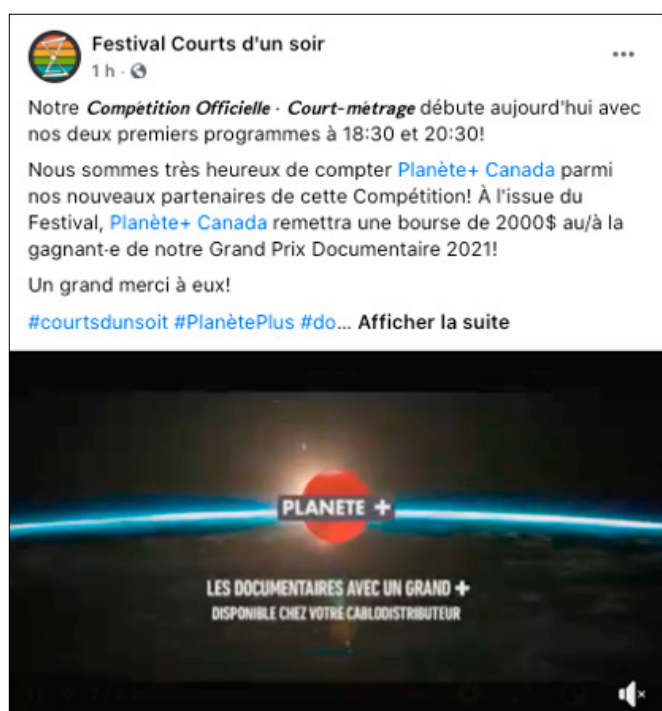 Festival Courts d'un soir
1 h ·
Notre Compétition Officielle · Court-métrage débute aujourd'hui avec
nos deux premiers programmes à 18:30 et 20:30!
Nous sommes très heureux de compter Planète+ Canada parmi
nos nouveaux partenaires de cette Compétition! À l'issue du
Festival, Planète+ Canada remettra une bourse de 2000$ au/à la
gagnant·e de notre Grand Prix Documentaire 2021!
Un grand merci à eux!
#courtsdunsoit #PlanètePlus #do... Afficher la suite
PLANETE +
LES DOCUMENTAIRES AVEC UN GRAND +
DISPONIBLE CHEZ VOTRE CABLODISTRIBUTEUR